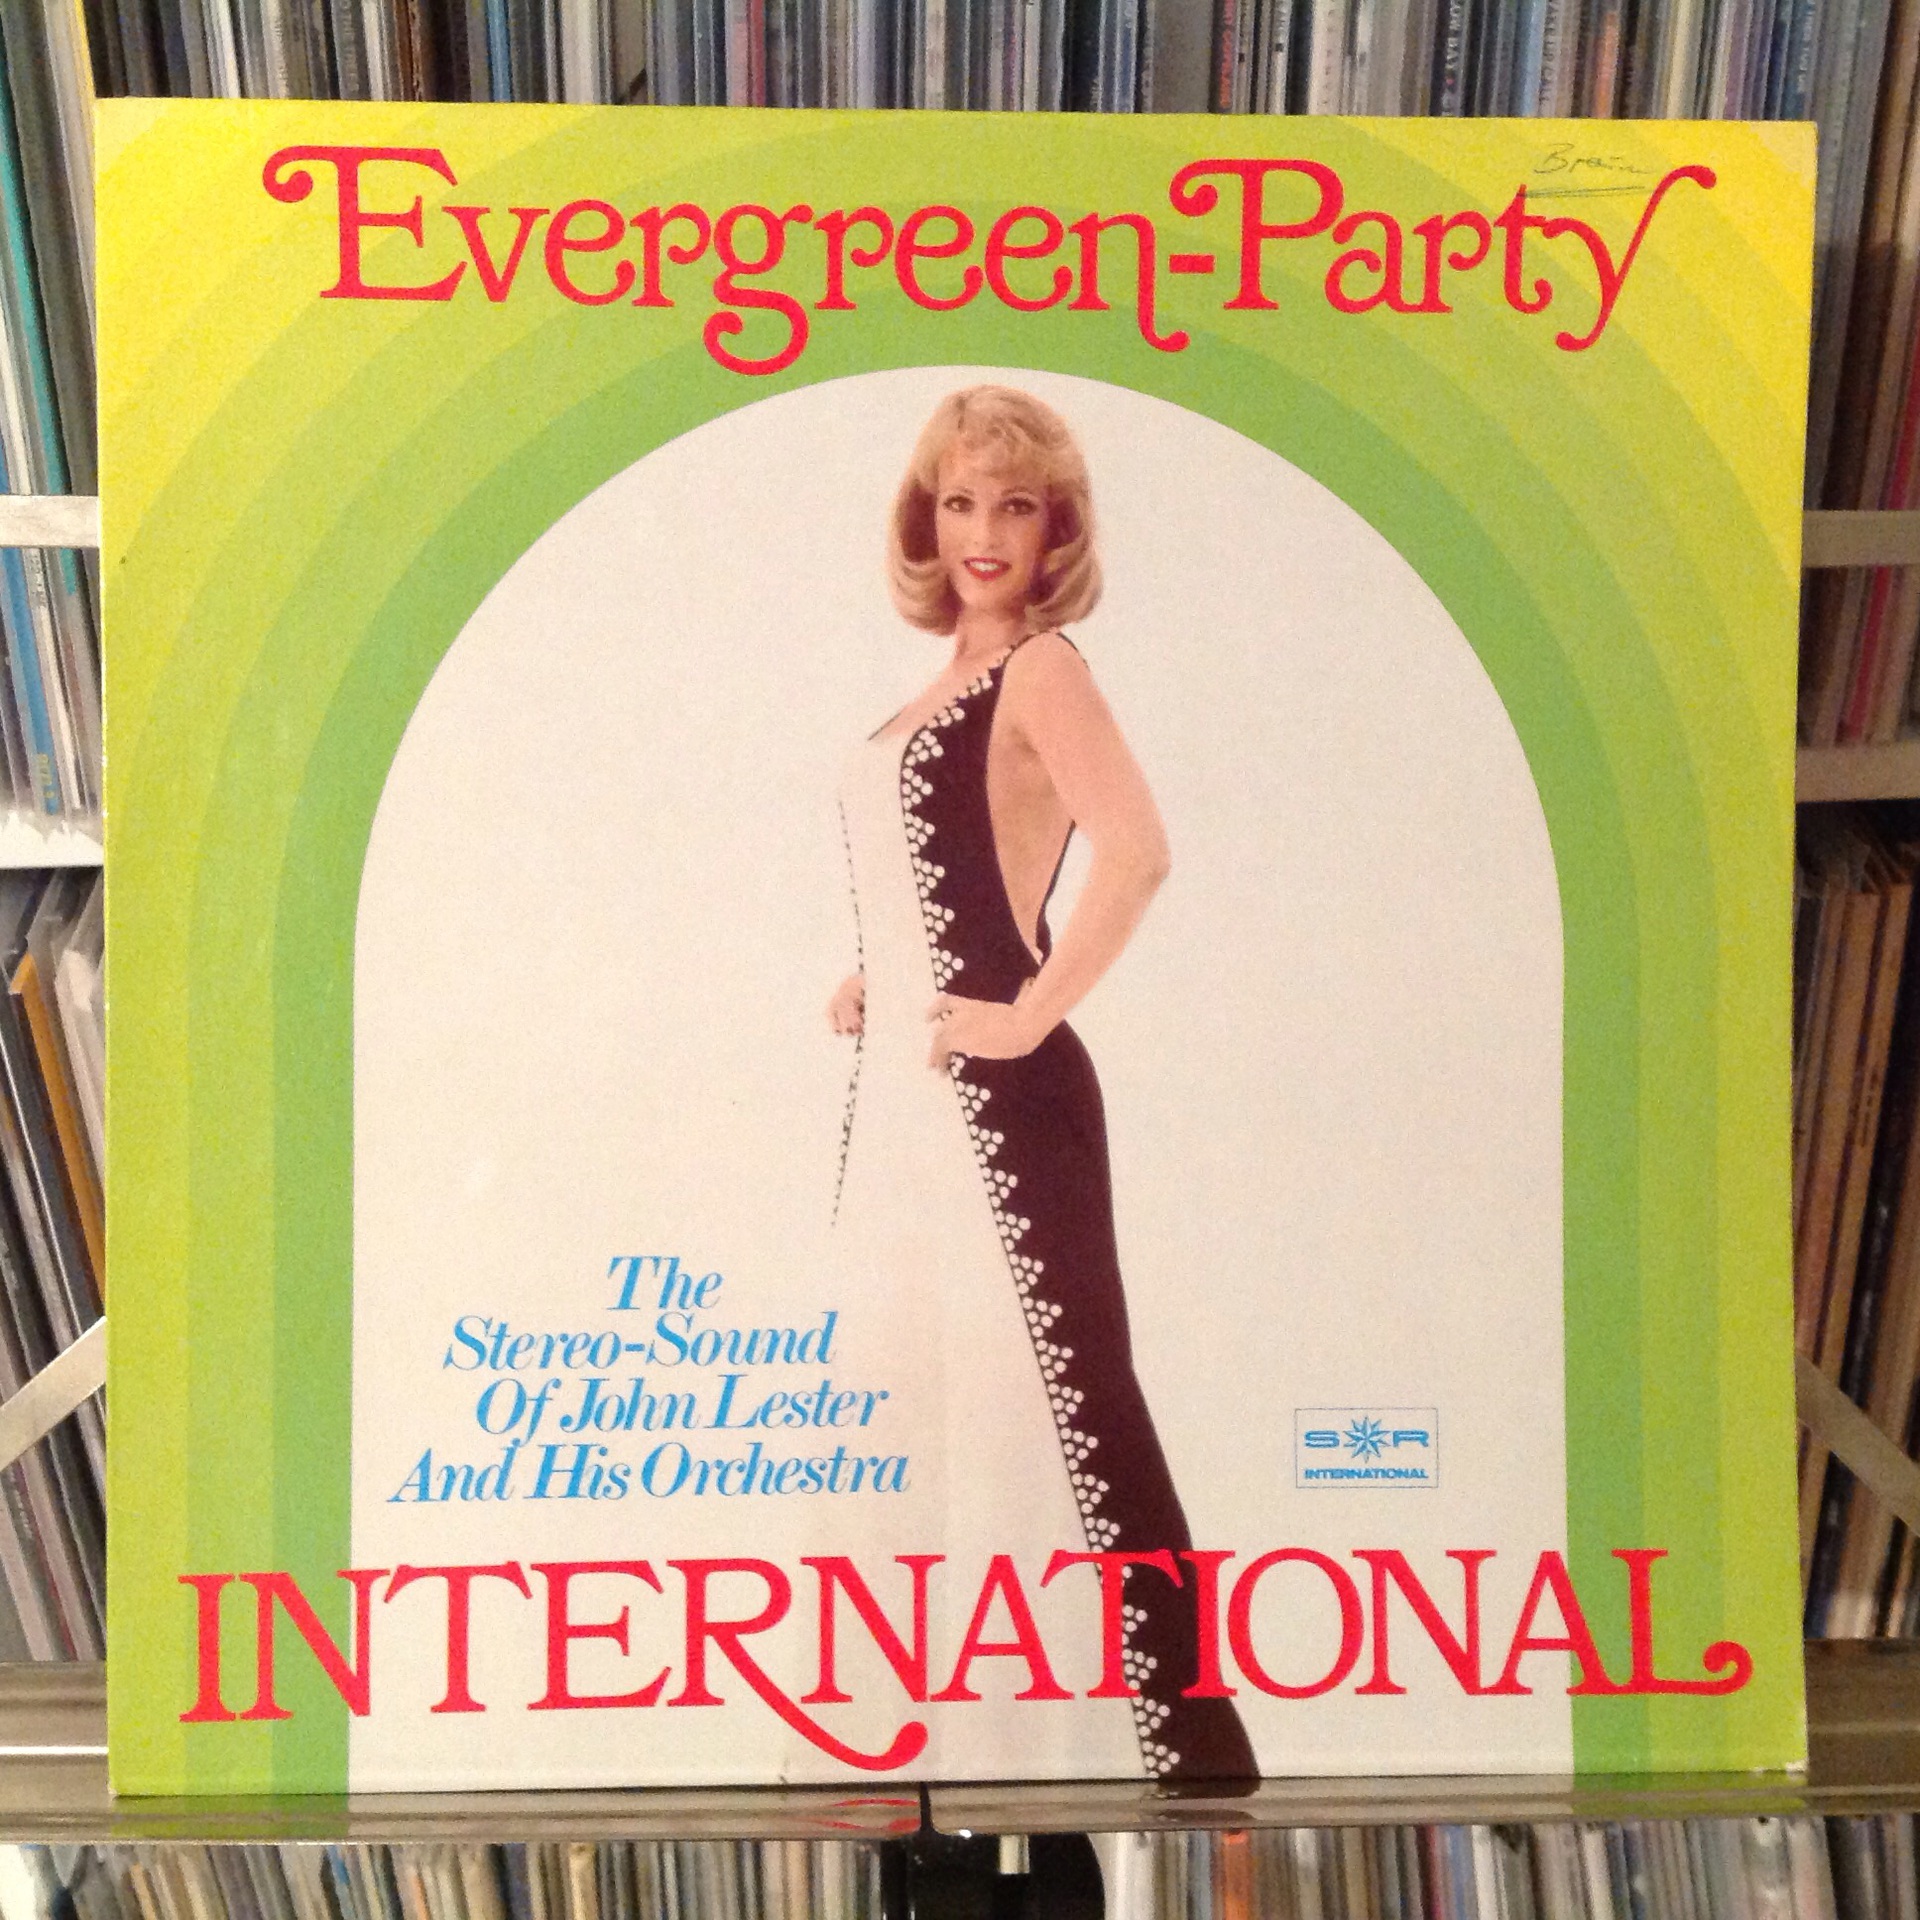 Evergreen-Party
The
Stereo-Sound
Of John Lester
And His Orchestra
S R
INTERNATIONAL
INTERNATIONAL